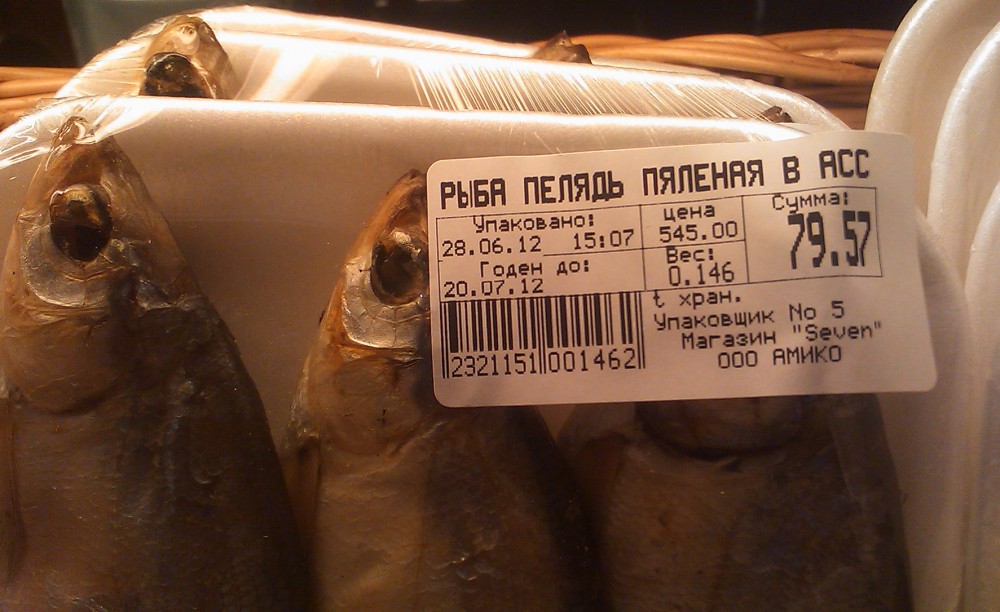 РЫБА ПЕЛЯДЬ ПЯЛЕНАЯ В АСС
Упаковано:
28.06.12 15:07
Годен до:
20.07.12
цена
545.00
Вес:
0.146
Сумма:
79.57
2321151 001462
t хран.
Упаковщик No 5
Магазин "Seven"
ООО АМИКО